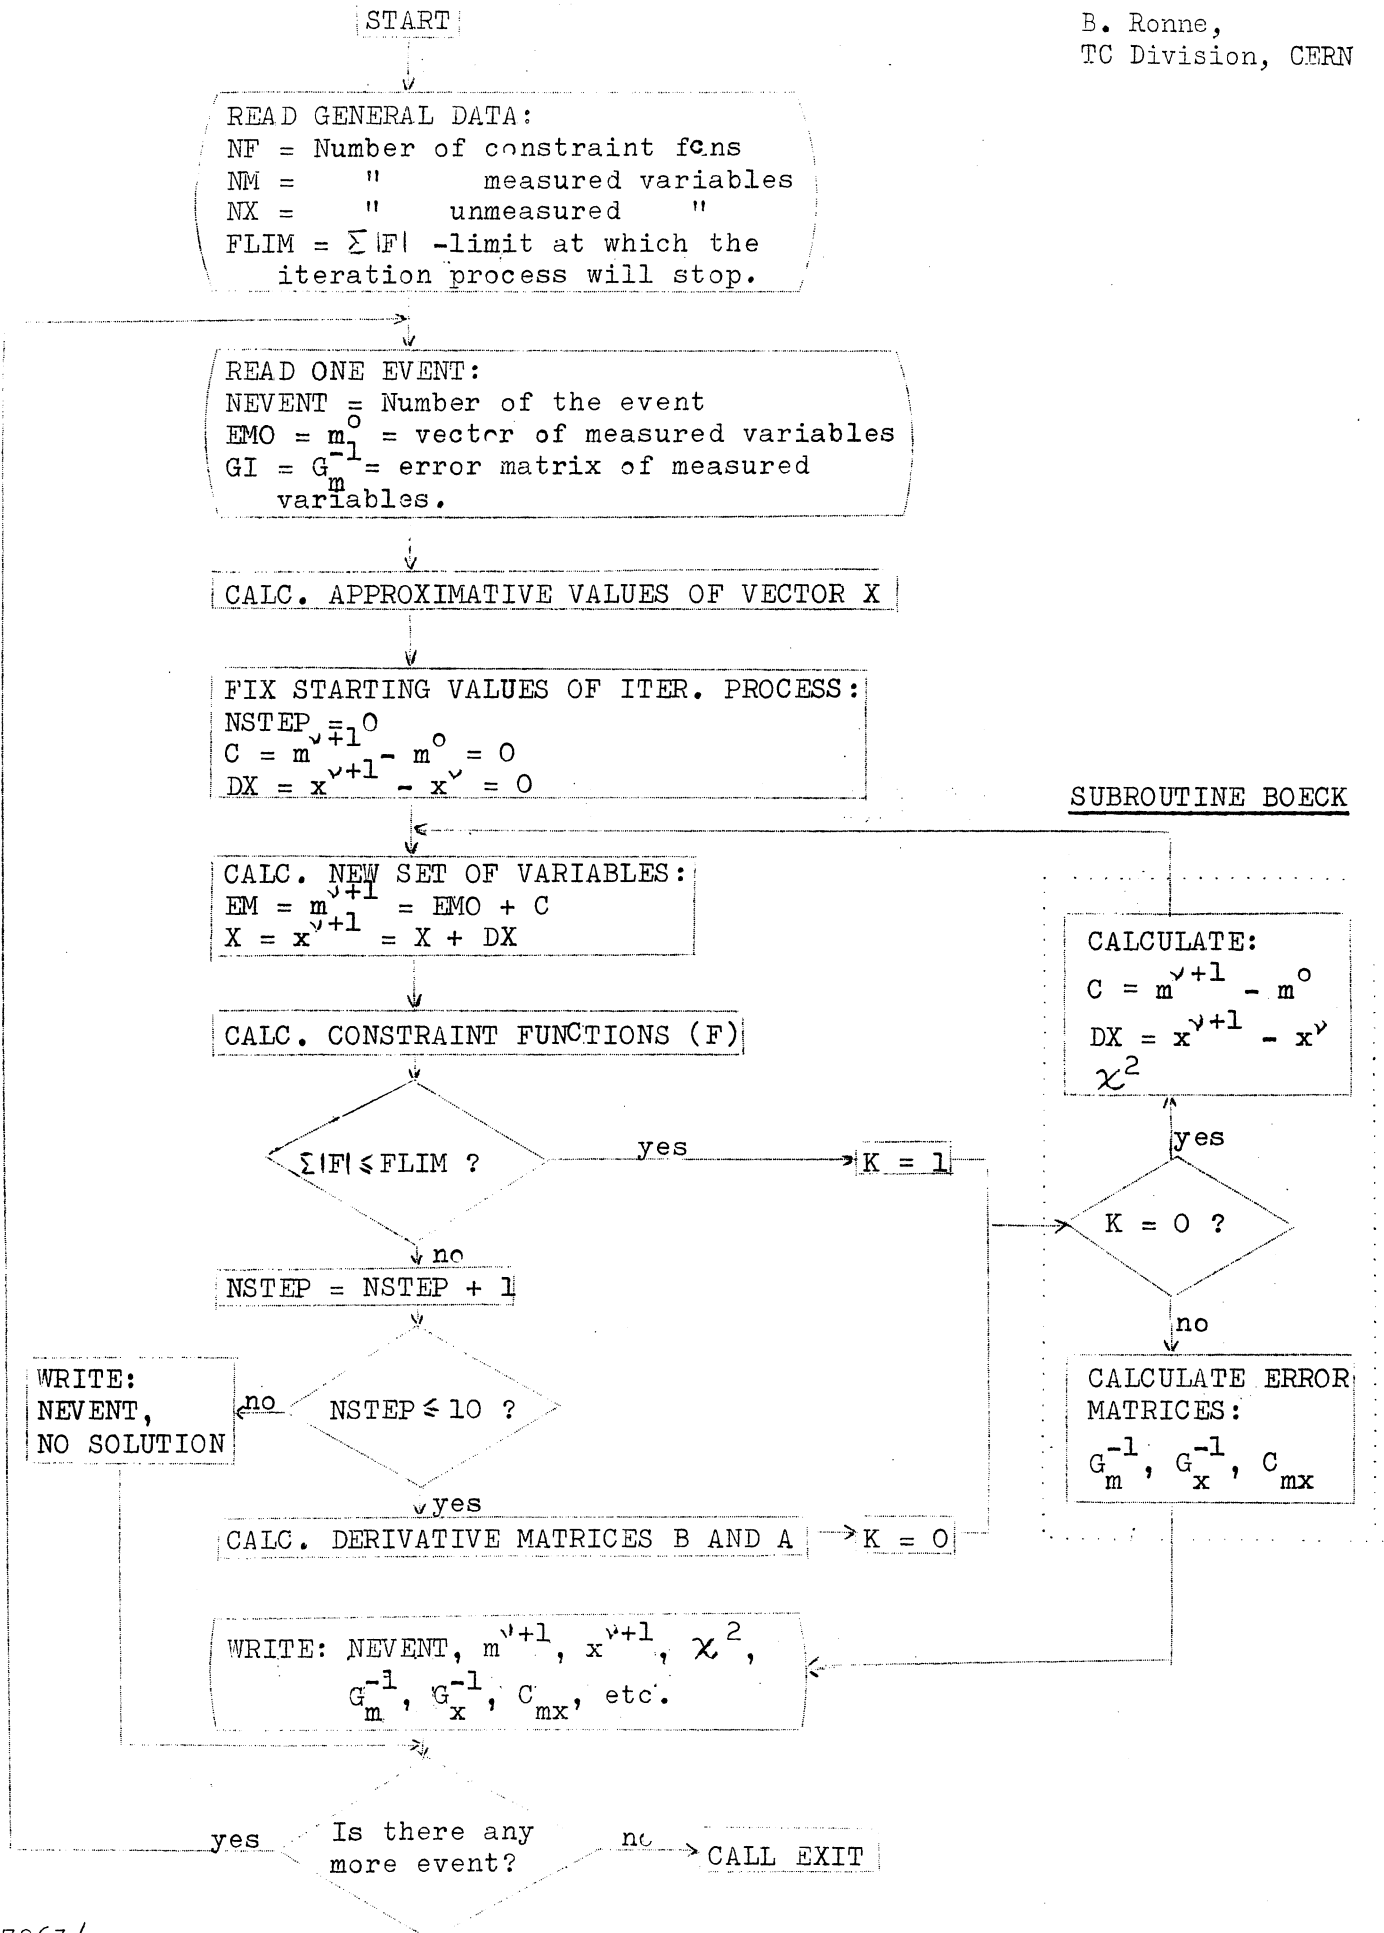 START
B. Ronne,
TC Division, CERN
READ GENERAL DATA:
NF = Number of constraint fcns
NM = " measured variables
NX = " unmeasured "
FLIM = Σ|F| -limit at which the
iteration process will stop.
READ ONE EVENT:
NEVENT = Number of the event
EMO = m⁰ = vector of measured variables
GI = G_m^-1 = error matrix of measured
variables.
CALC. APPROXIMATIVE VALUES OF VECTOR X
FIX STARTING VALUES OF ITER. PROCESS:
NSTEP = 0
C = m^ν+1 - m^0 = 0
DX = x^ν+1 - x^ν = 0
SUBROUTINE BOECK
CALC. NEW SET OF VARIABLES:
EM = m^ν+1 = EMO + C
X = x^ν+1 = X + DX
CALCULATE:
C = m^ν+1 - m^0
DX = x^ν+1 - x^ν
χ²
CALC. CONSTRAINT FUNCTIONS (F)
Σ|F| ≤ FLIM ?
yes
K = 1
yes
K = 0 ?
no
NSTEP = NSTEP + 1
no
WRITE:
NEVENT,
NO SOLUTION
no
NSTEP ≤ 10 ?
CALCULATE ERROR
MATRICES:
G_m^-1, G_x^-1, C_mx
yes
CALC. DERIVATIVE MATRICES B AND A
K = 0
WRITE: NEVENT, m^ν+1, x^ν+1, χ²,
G_m^-1, G_x^-1, C_mx, etc.
yes
Is there any
more event?
no
CALL EXIT